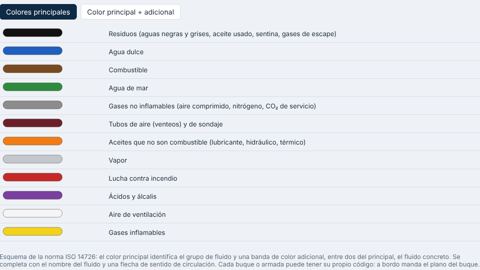 Colores principales
Color principal + adicional
Residuos (aguas negras y grises, aceite usado, sentina, gases de escape)
Agua dulce
Combustible
Agua de mar
Gases no inflamables (aire comprimido, nitrógeno, CO₂ de servicio)
Tubos de aire (venteos) y de sondaje
Aceites que no son combustible (lubricante, hidráulico, térmico)
Vapor
Lucha contra incendio
Ácidos y álcalis
Aire de ventilación
Gases inflamables
Esquema de la norma ISO 14726: el color principal identifica el grupo de fluido y una banda de color adicional, entre dos del principal, el fluido concreto. Se
completa con el nombre del fluido y una flecha de sentido de circulación. Cada buque o armada puede tener su propio código: a bordo manda el plano del buque.